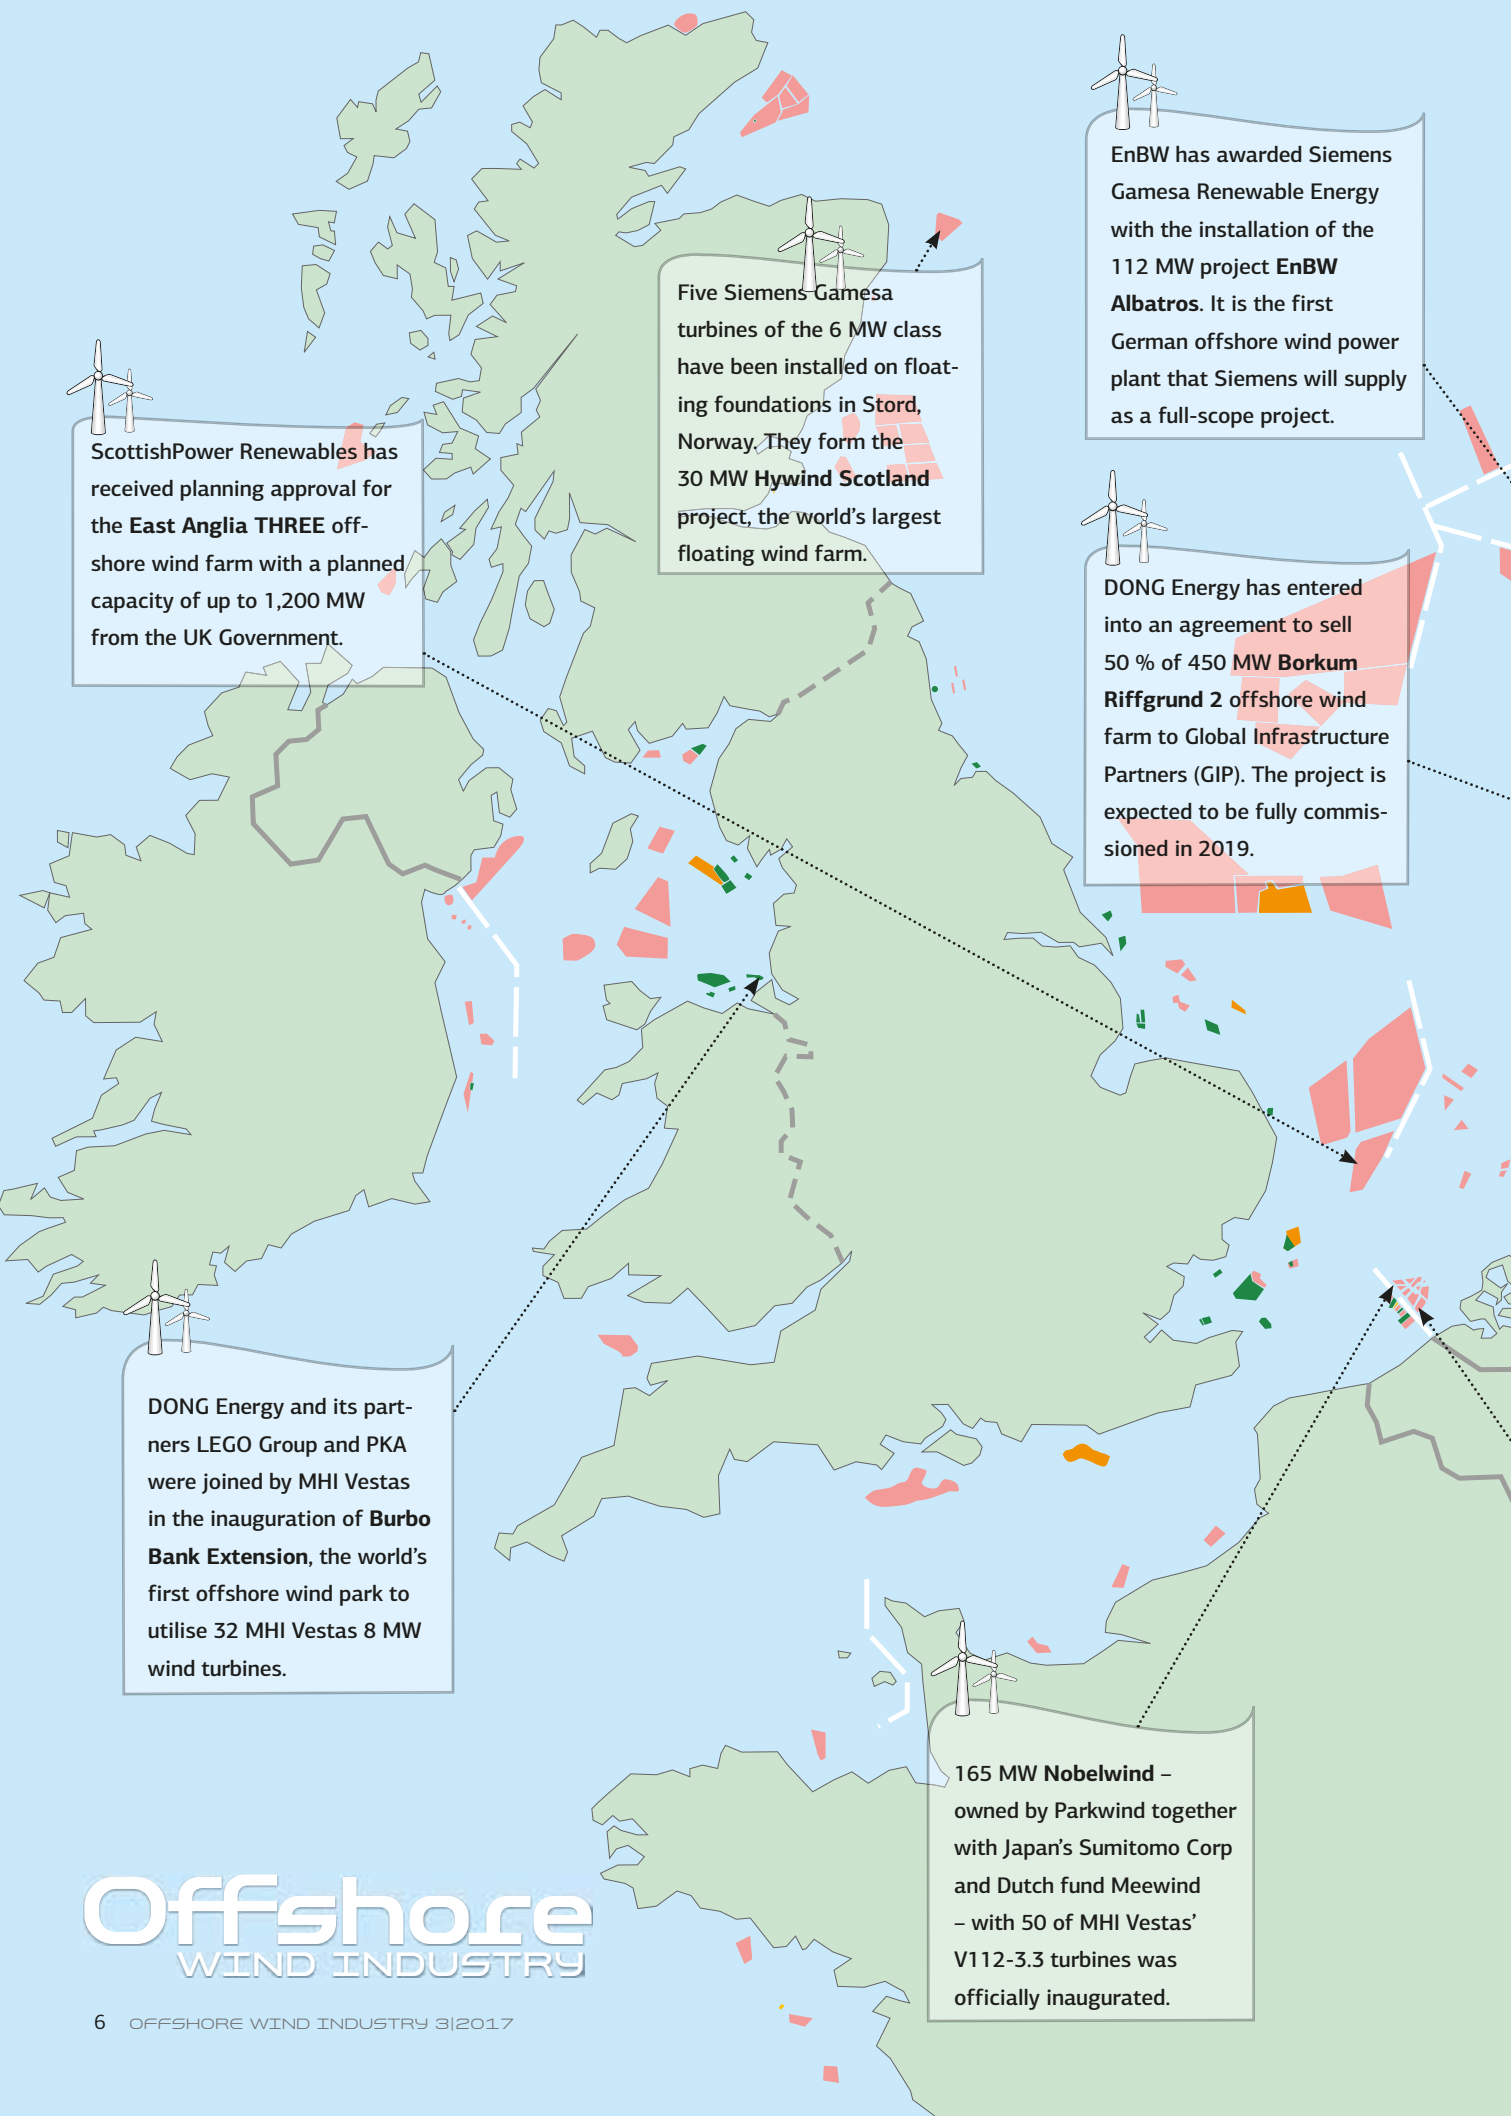 EnBW has awarded Siemens
Gamesa Renewable Energy
with the installation of the
112 MW project EnBW
Albatros. It is the first
German offshore wind power
plant that Siemens will supply
as a full-scope project.
Five Siemens Gamesa
turbines of the 6 MW class
have been installed on float-
ing foundations in Stord,
Norway. They form the
30 MW Hywind Scotland
project, the world’s largest
floating wind farm.
ScottishPower Renewables has
received planning approval for
the East Anglia THREE off-
shore wind farm with a planned
capacity of up to 1,200 MW
from the UK Government.
DONG Energy has entered
into an agreement to sell
50 % of 450 MW Borkum
Riffgrund 2 offshore wind
farm to Global Infrastructure
Partners (GIP). The project is
expected to be fully commis-
sioned in 2019.
DONG Energy and its part-
ners LEGO Group and PKA
were joined by MHI Vestas
in the inauguration of Burbo
Bank Extension, the world’s
first offshore wind park to
utilise 32 MHI Vestas 8 MW
wind turbines.
165 MW Nobelwind –
owned by Parkwind together
with Japan’s Sumitomo Corp
and Dutch fund Meewind
– with 50 of MHI Vestas’
V112-3.3 turbines was
officially inaugurated.
Offshore
WIND INDUSTRY
6 OFFSHORE WIND INDUSTRY 3|2017